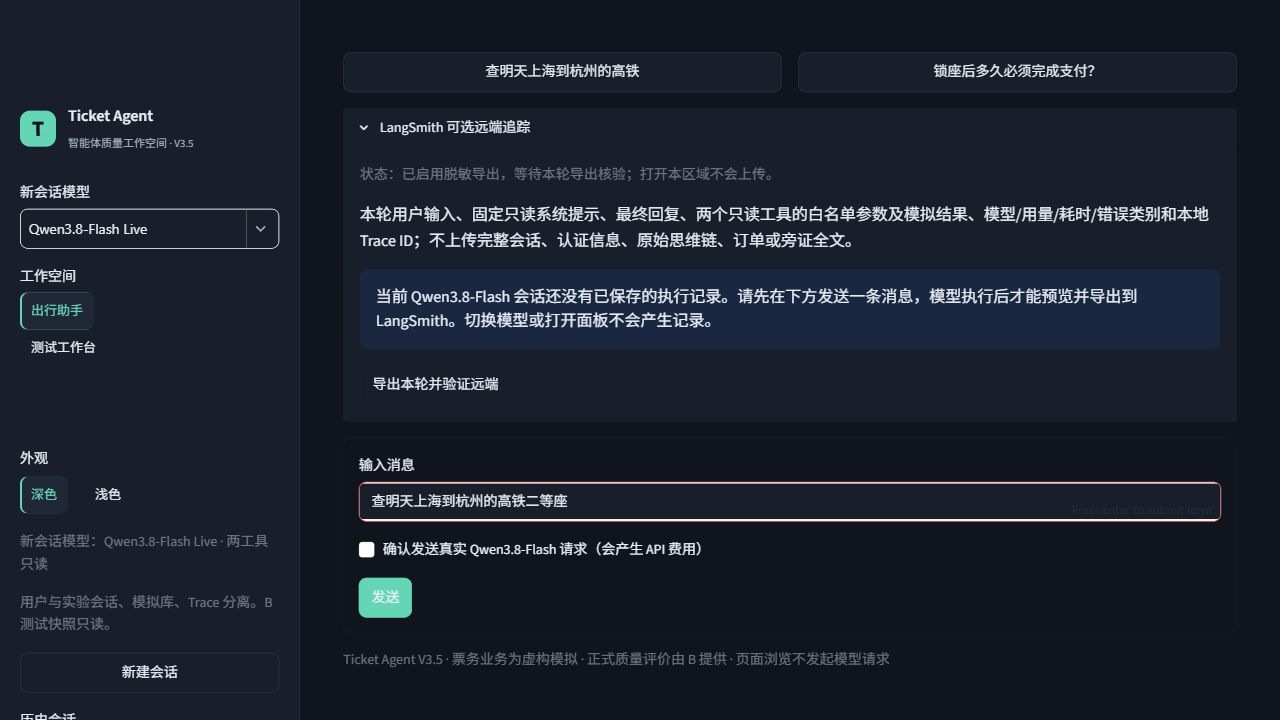 T
Ticket Agent
智能体质量工作空间 · V3.5
新会话模型
Qwen3.8-Flash Live
工作空间
出行助手
测试工作台
外观
深色
浅色
新会话模型：Qwen3.8-Flash Live · 两工具
只读
用户与实验会话、模拟库、Trace 分离。B
测试快照只读。
新建会话
历史会话
查明天上海到杭州的高铁
锁座后多久必须完成支付？
LangSmith 可选远端追踪
状态：已启用脱敏导出，等待本轮导出核验；打开本区域不会上传。
本轮用户输入、固定只读系统提示、最终回复、两个只读工具的白名单参数及模拟结果、模型/用量/耗时/错误类别和本地
Trace ID；不上传完整会话、认证信息、原始思维链、订单或旁证全文。
当前 Qwen3.8-Flash 会话还没有已保存的执行记录。请先在下方发送一条消息，模型执行后才能预览并导出到
LangSmith。切换模型或打开面板不会产生记录。
导出本轮并验证远端
输入消息
查明天上海到杭州的高铁二等座
Press Enter to submit form
确认发送真实 Qwen3.8-Flash 请求（会产生 API 费用）
发送
Ticket Agent V3.5 · 票务业务为虚构模拟 · 正式质量评价由 B 提供 · 页面浏览不发起模型请求